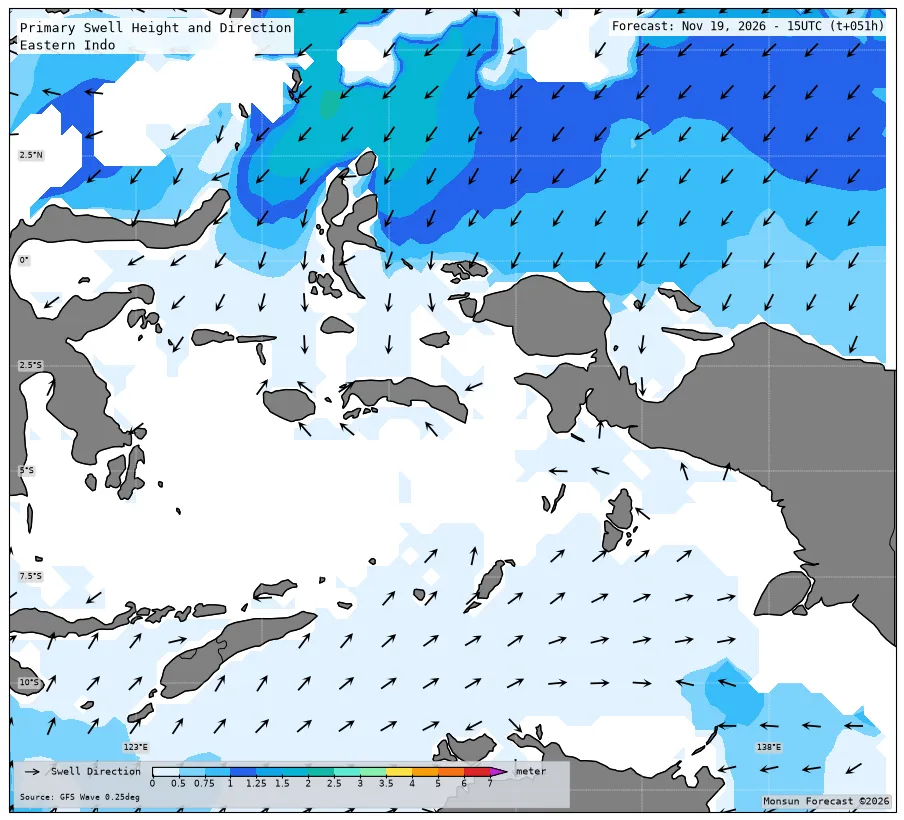 Primary Swell Height and Direction
Eastern Indo
Forecast: Nov 19, 2026 - 15UTC (t+051h)
2.5°N
0°
2.5°S
5°S
7.5°S
10°S
123°E
138°E
Swell Direction
0 0.5 0.75 1 1.25 1.5 2 2.5 3 3.5 4 5 6 7
meter
Source: GFS Wave 0.25deg
Monsun Forecast ©2026